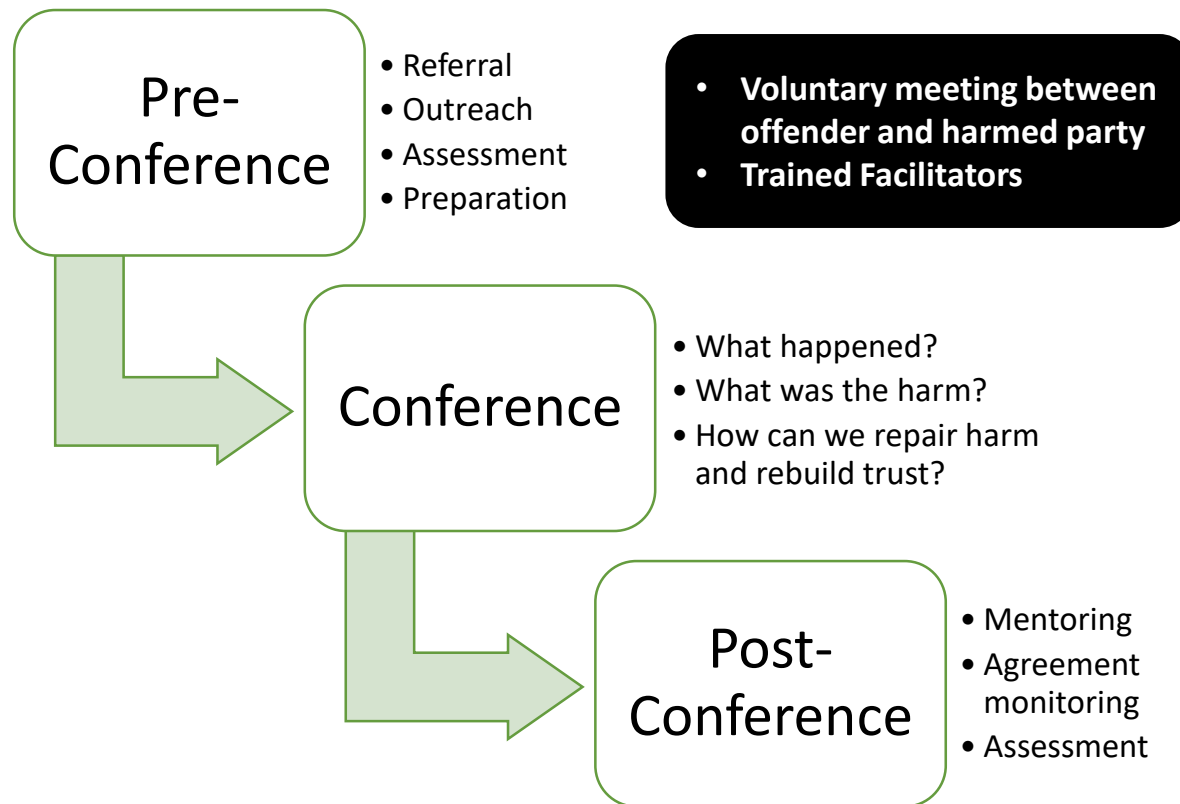 Pre-
Conference
• Referral
• Outreach
• Assessment
• Preparation
• Voluntary meeting between
offender and harmed party
• Trained Facilitators
Conference
• What happened?
• What was the harm?
• How can we repair harm
and rebuild trust?
Post-
Conference
• Mentoring
• Agreement
monitoring
• Assessment